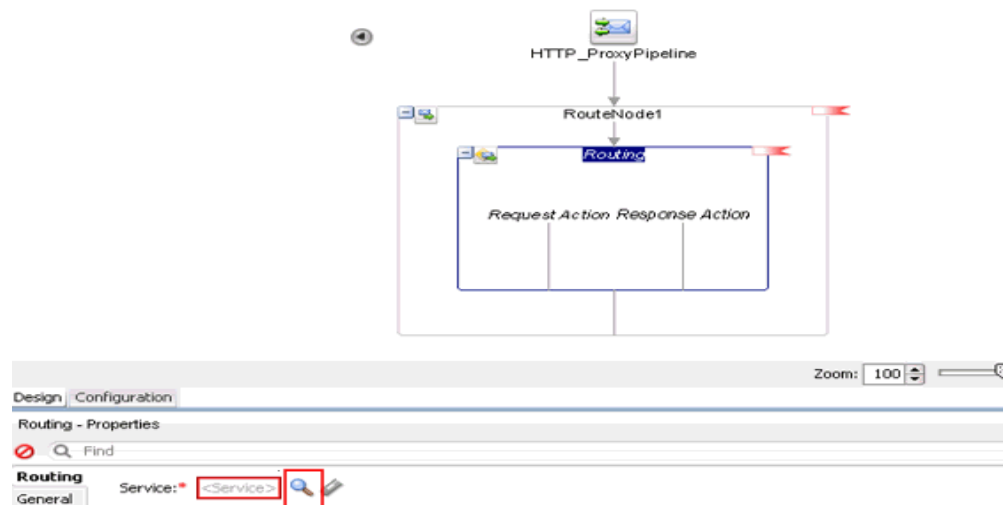 HTTP_ProxyPipeline
RouteNode1
Routing
Request Action Response Action
Zoom: 100
Design Configuration
Routing - Properties
Find
Routing
General
Service:* <Service>